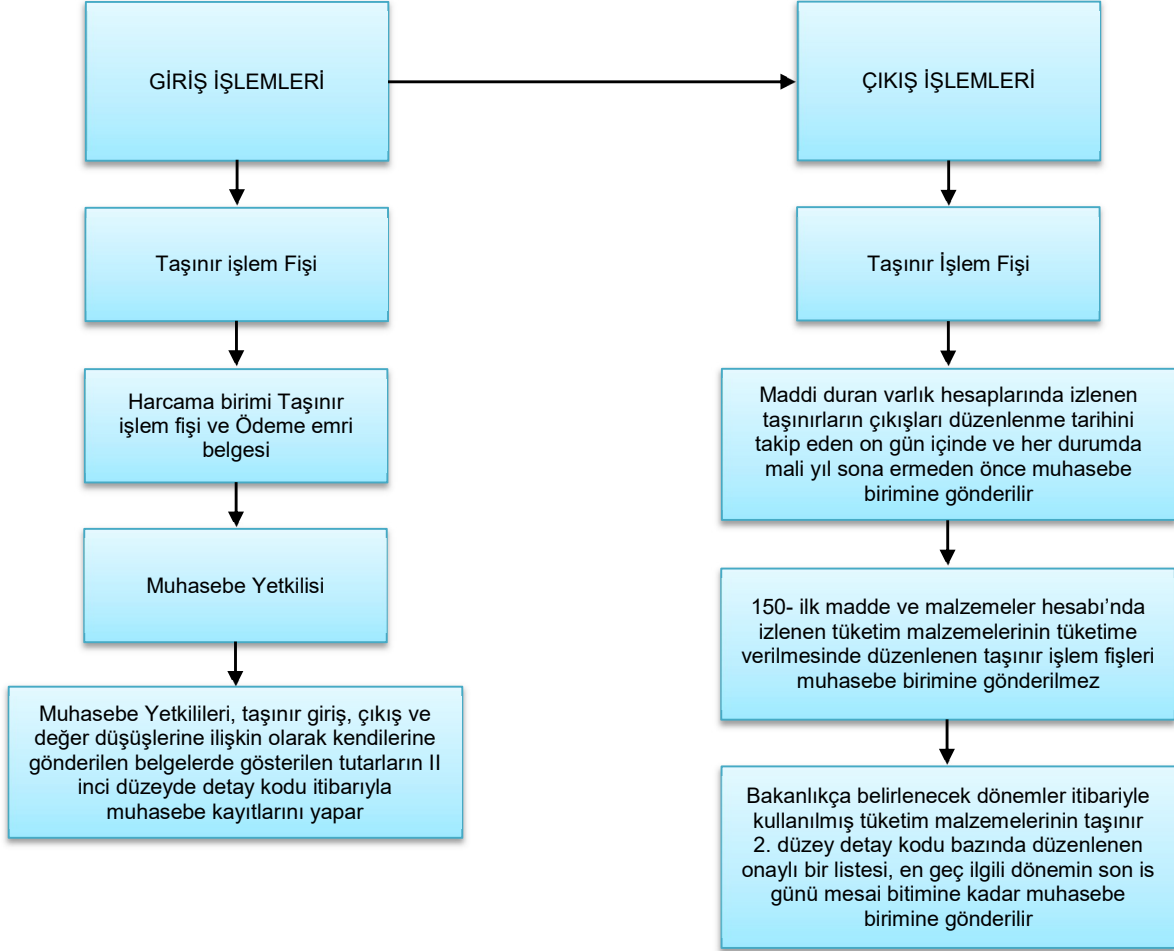 GİRİŞ İŞLEMLERİ
Taşınır işlem Fişi
Harcama birimi Taşınır
işlem fişi ve Ödeme emri
belgesi
Muhasebe Yetkilisi
Muhasebe Yetkilileri, taşınır giriş, çıkış ve
değer düşüşlerine ilişkin olarak kendilerine
gönderilen belgelerde gösterilen tutarların II
inci düzeyde detay kodu itibarıyla
muhasebe kayıtlarını yapar
ÇIKIŞ İŞLEMLERİ
Taşınır İşlem Fişi
Maddi duran varlık hesaplarında izlenen
taşınırların çıkışları düzenlenme tarihini
takip eden on gün içinde ve her durumda
mali yıl sona ermeden önce muhasebe
birimine gönderilir
150- ilk madde ve malzemeler hesabı’nda
izlenen tüketim malzemelerinin tüketime
verilmesinde düzenlenen taşınır işlem fişleri
muhasebe birimine gönderilmez
Bakanlıkça belirlenecek dönemler itibariyle
kullanılmış tüketim malzemelerinin taşınır
2. düzey detay kodu bazında düzenlenen
onaylı bir listesi, en geç ilgili dönemin son is
günü mesai bitimine kadar muhasebe
birimine gönderilir